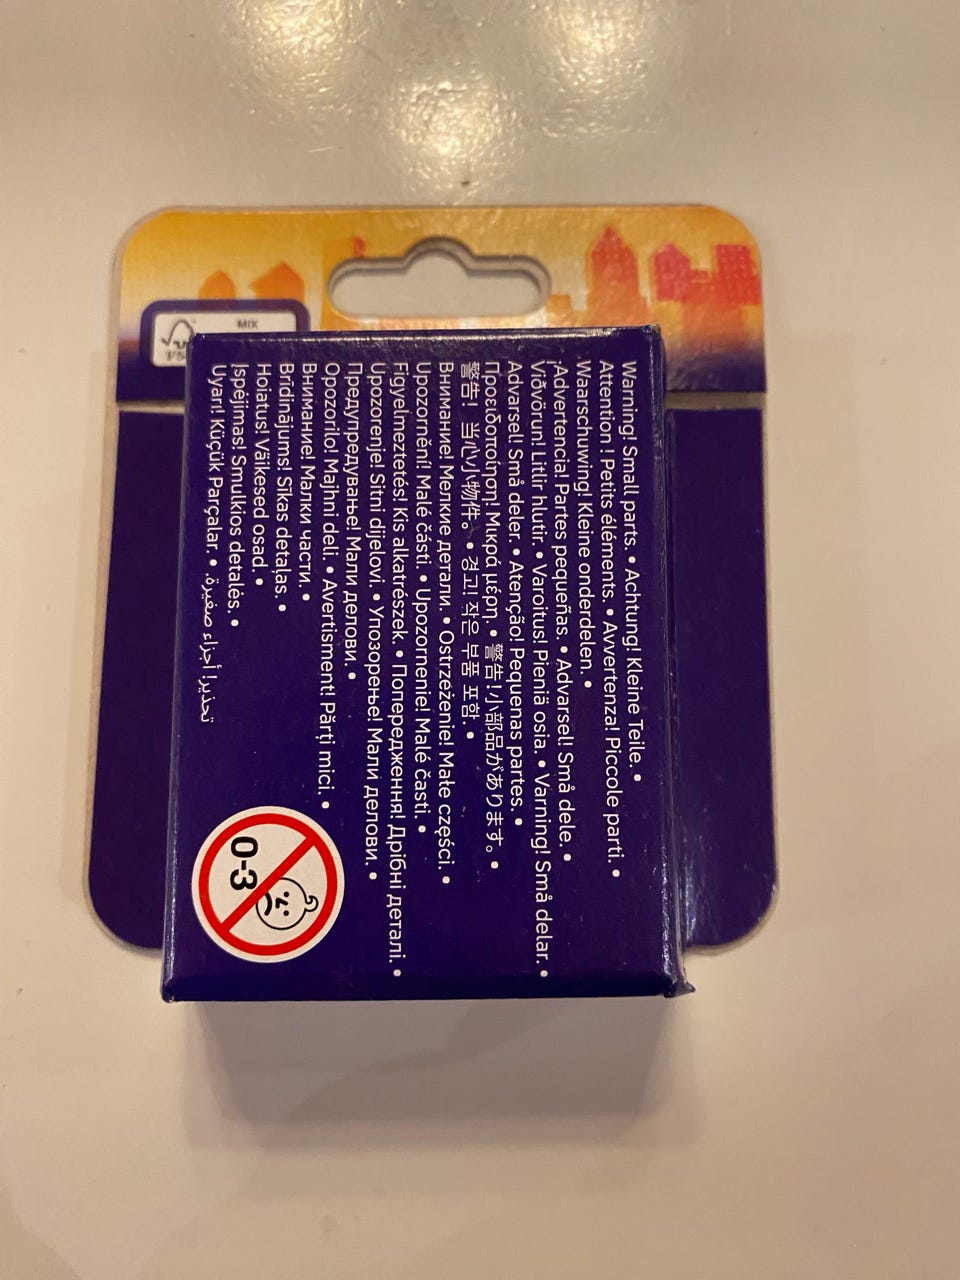 MIX
FS
Warning! Small parts. • Achtung! Kleine Teile. •
Attention ! Petits éléments. • Avvertenza! Piccole parti. •
Waarschuwing! Kleine onderdelen. •
¡Advertencia! Partes pequeñas. • Advarsel! Små dele. •
Viðvörun! Litlir hlutir. • Varoitus! Pieniä osia. • Varning! Små delar. •
Advarsel! Små deler. • Atenção! Pequenas partes. •
Προειδοποίηση! Μικρά μέρη. • 警告!小部品があります。 •
警告！当心小物件。 • 경고! 작은 부품 포함. •
Внимание! Мелкие детали. • Ostrzeżenie! Małe części. •
Upozornění! Malé části. • Upozornenie! Malé časti. •
Figyelmeztetés! Kis alkatrészek. • Попередження! Дрібні деталі. •
Upozorenje! Sitni dijelovi. • Упозорење! Мали делови. •
Предупредување! Мали делови. •
Opozorilo! Majhni deli. • Avertisment! Părți mici. •
Внимание! Малки части. •
Brīdinājums! Sīkas detaļas. •
Hoiatus! Väikesed osad. •
Įspėjimas! Smulkios detalės. •
Uyarı! Küçük Parçalar. • تحذير! أجزاء صغيرة.
0-3